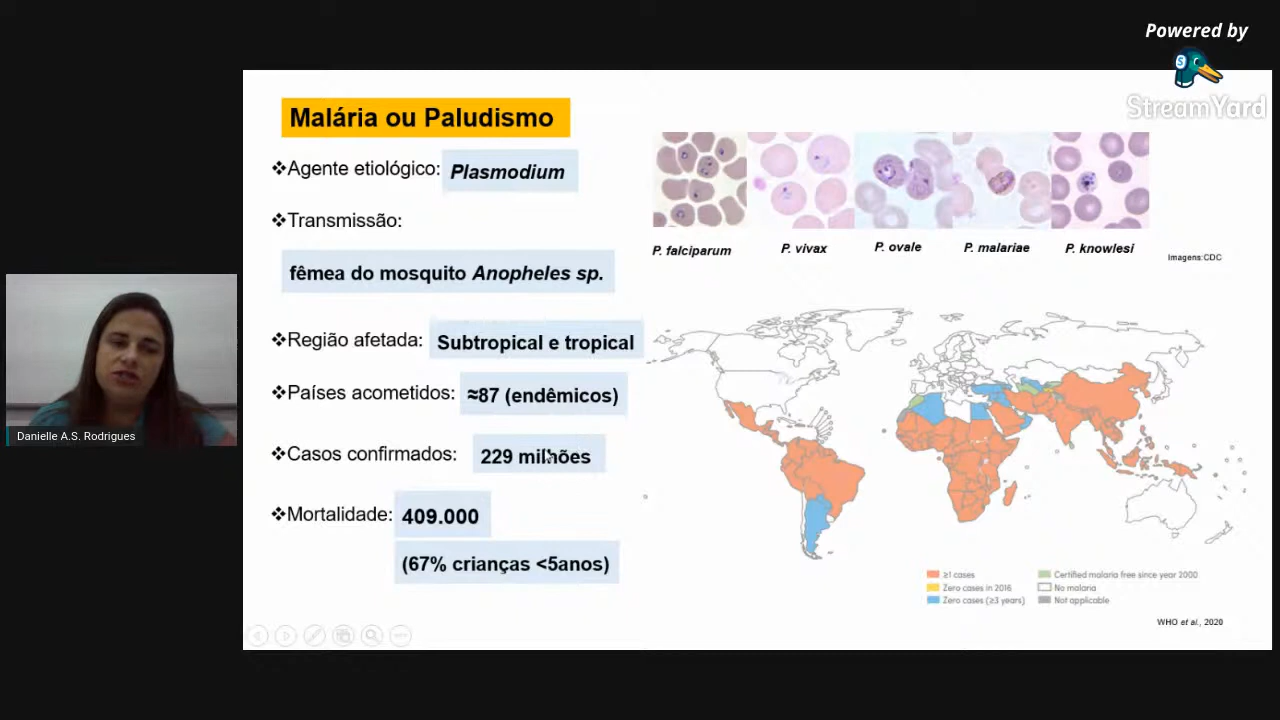 Powered by
StreamYard
Malária ou Paludismo
❖Agente etiológico: Plasmodium
❖Transmissão:
fêmea do mosquito Anopheles sp.
❖Região afetada: Subtropical e tropical
❖Países acometidos: ≈87 (endêmicos)
❖Casos confirmados: 229 milhões
❖Mortalidade: 409.000
(67% crianças <5anos)
P. falciparum P. vivax P. ovale P. malariae P. knowlesi
Imagens:CDC
≥1 cases
Zero cases in 2016
Zero cases (≥3 years)
Certified malaria free since year 2000
No malaria
Not applicable
WHO et al., 2020
Danielle A.S. Rodrigues